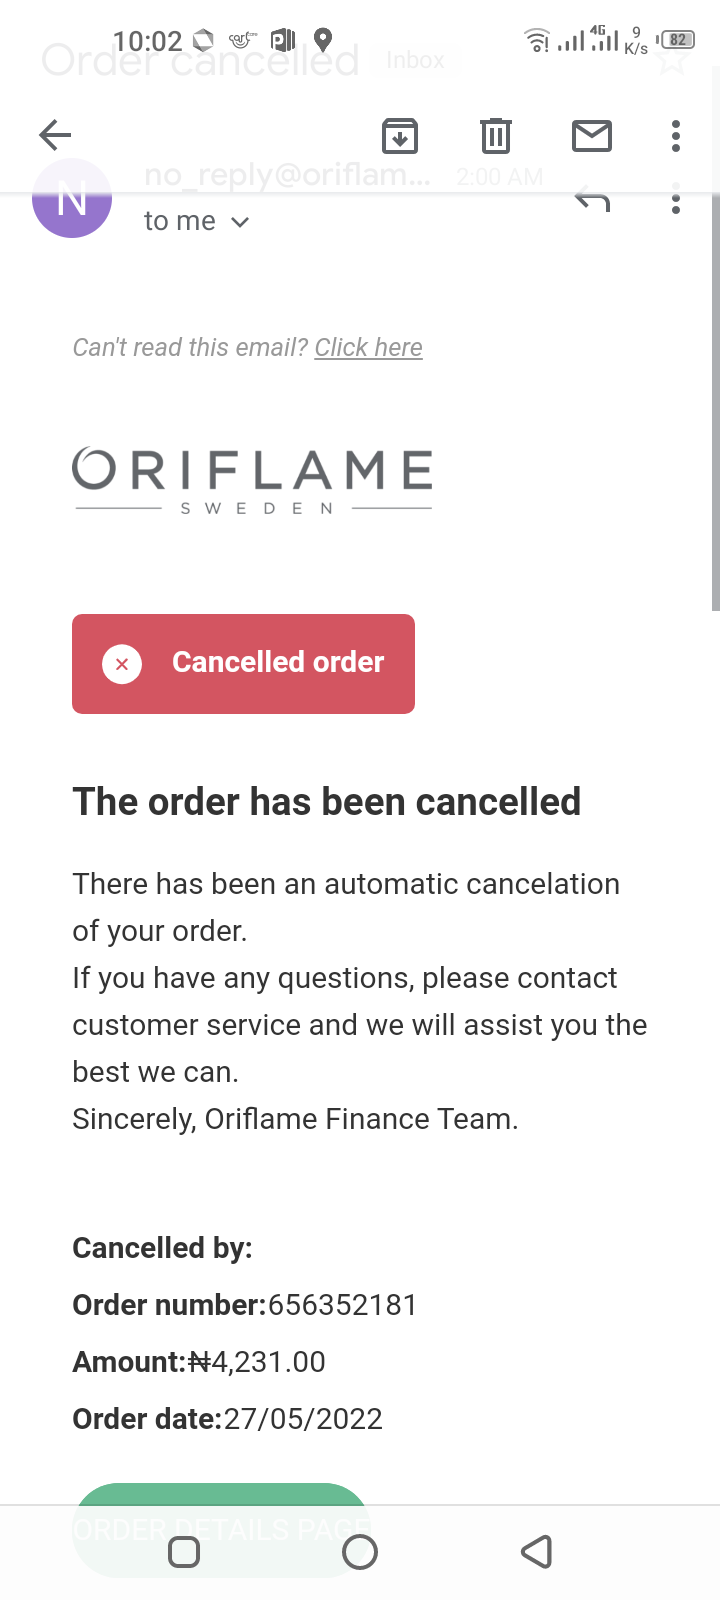 10:02
4G
9
K/s
82
Order cancelled Inbox
N
no_reply@oriflam... 2:00 AM
to me
Can't read this email? Click here
ORIFLAME
SWEDEN
Cancelled order
The order has been cancelled
There has been an automatic cancelation
of your order.
If you have any questions, please contact
customer service and we will assist you the
best we can.
Sincerely, Oriflame Finance Team.
Cancelled by:
Order number:656352181
Amount:₦4,231.00
Order date:27/05/2022
ORDER DETAILS PAGE